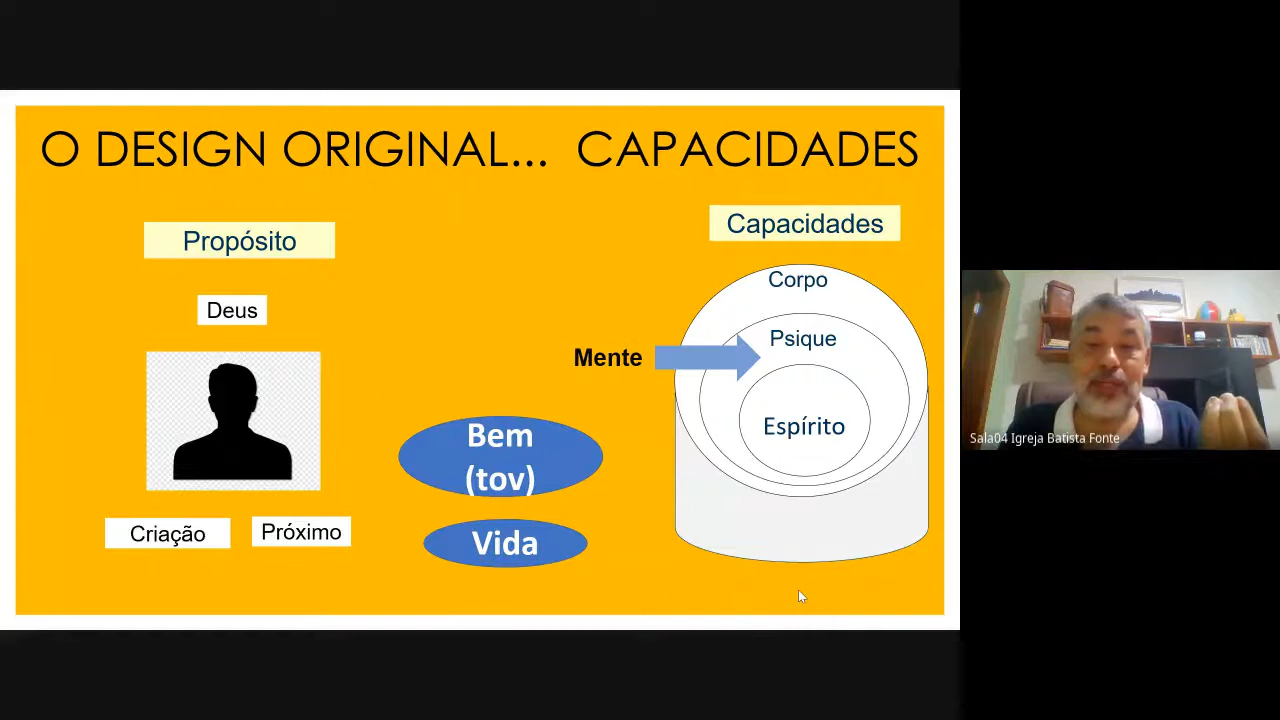 O DESIGN ORIGINAL... CAPACIDADES
Propósito
Deus
Criação
Próximo
Bem
(tov)
Vida
Capacidades
Corpo
Psique
Mente
Espírito
Sala04 Igreja Batista Fonte